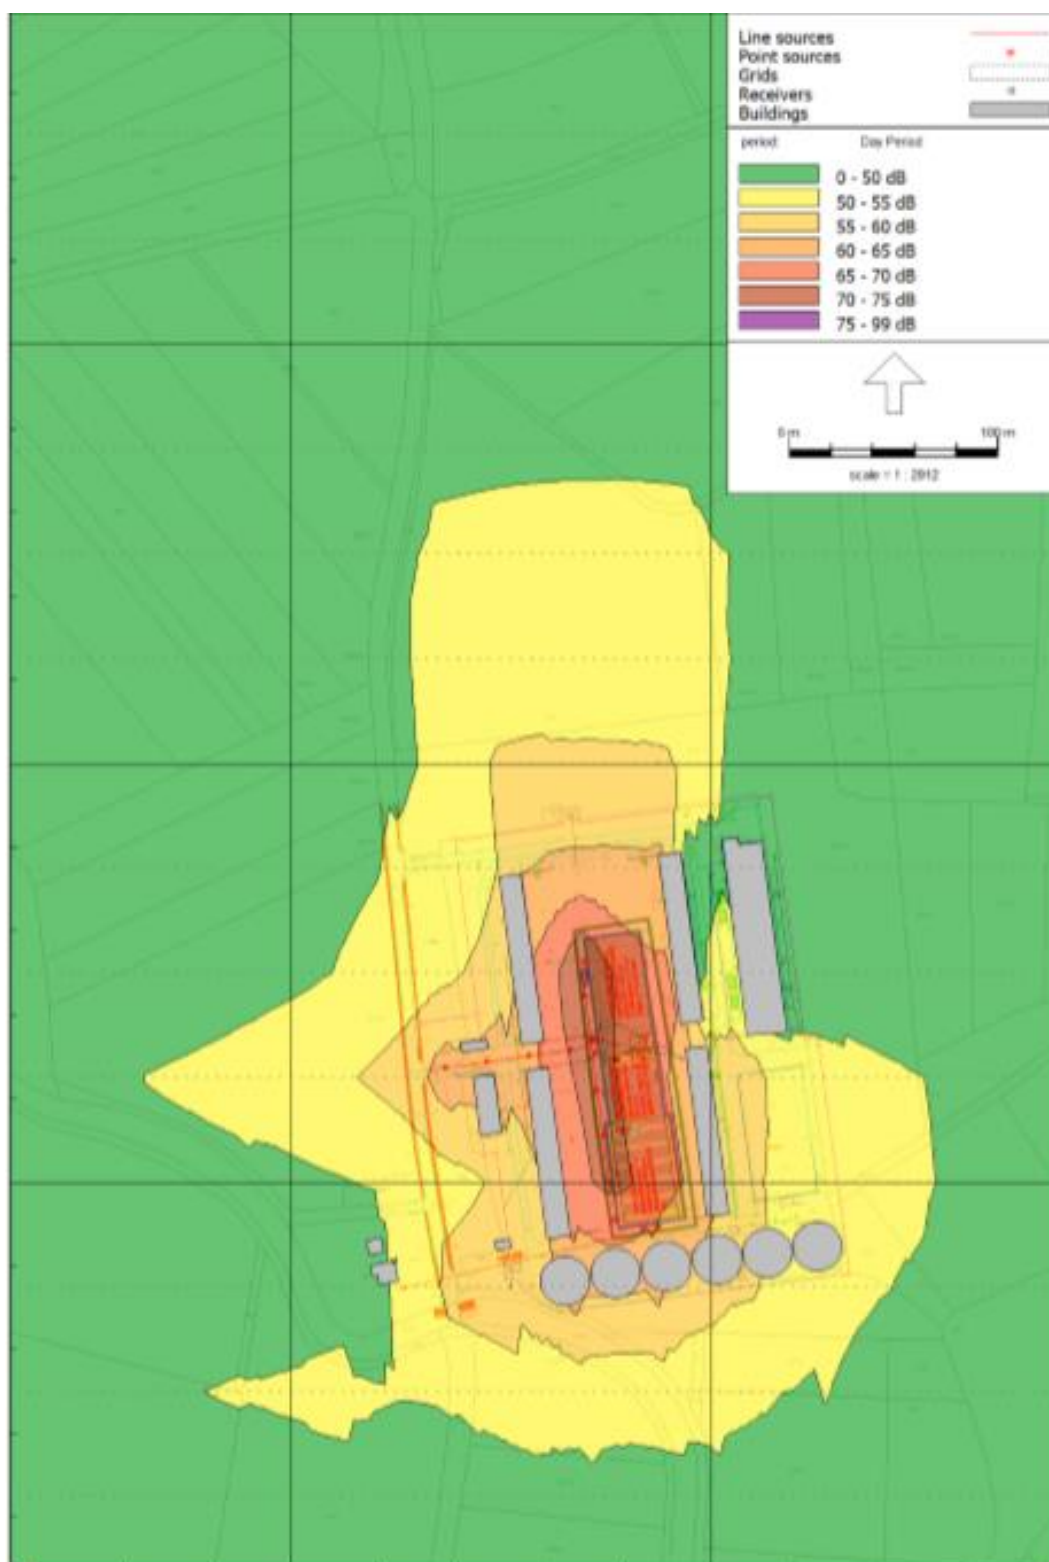 Line sources
Point sources
Grids
Receivers
Buildings
period: Day Period
0 - 50 dB
50 - 55 dB
55 - 60 dB
60 - 65 dB
65 - 70 dB
70 - 75 dB
75 - 99 dB
0 m 100 m
scale = 1 : 2912